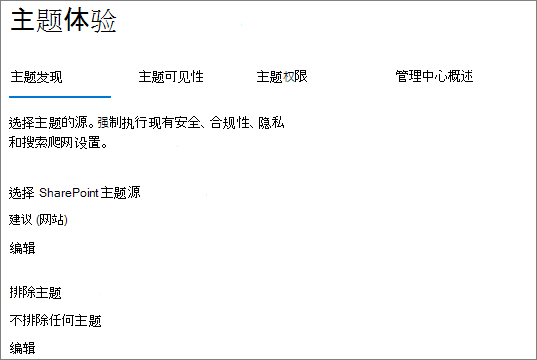 主题体验
主题发现 主题可见性 主题权限 管理中心概述
选择主题的源。强制执行现有安全、合规性、隐私
和搜索爬网设置。
选择 SharePoint 主题源
建议 (网站)
编辑
排除主题
不排除任何主题
编辑